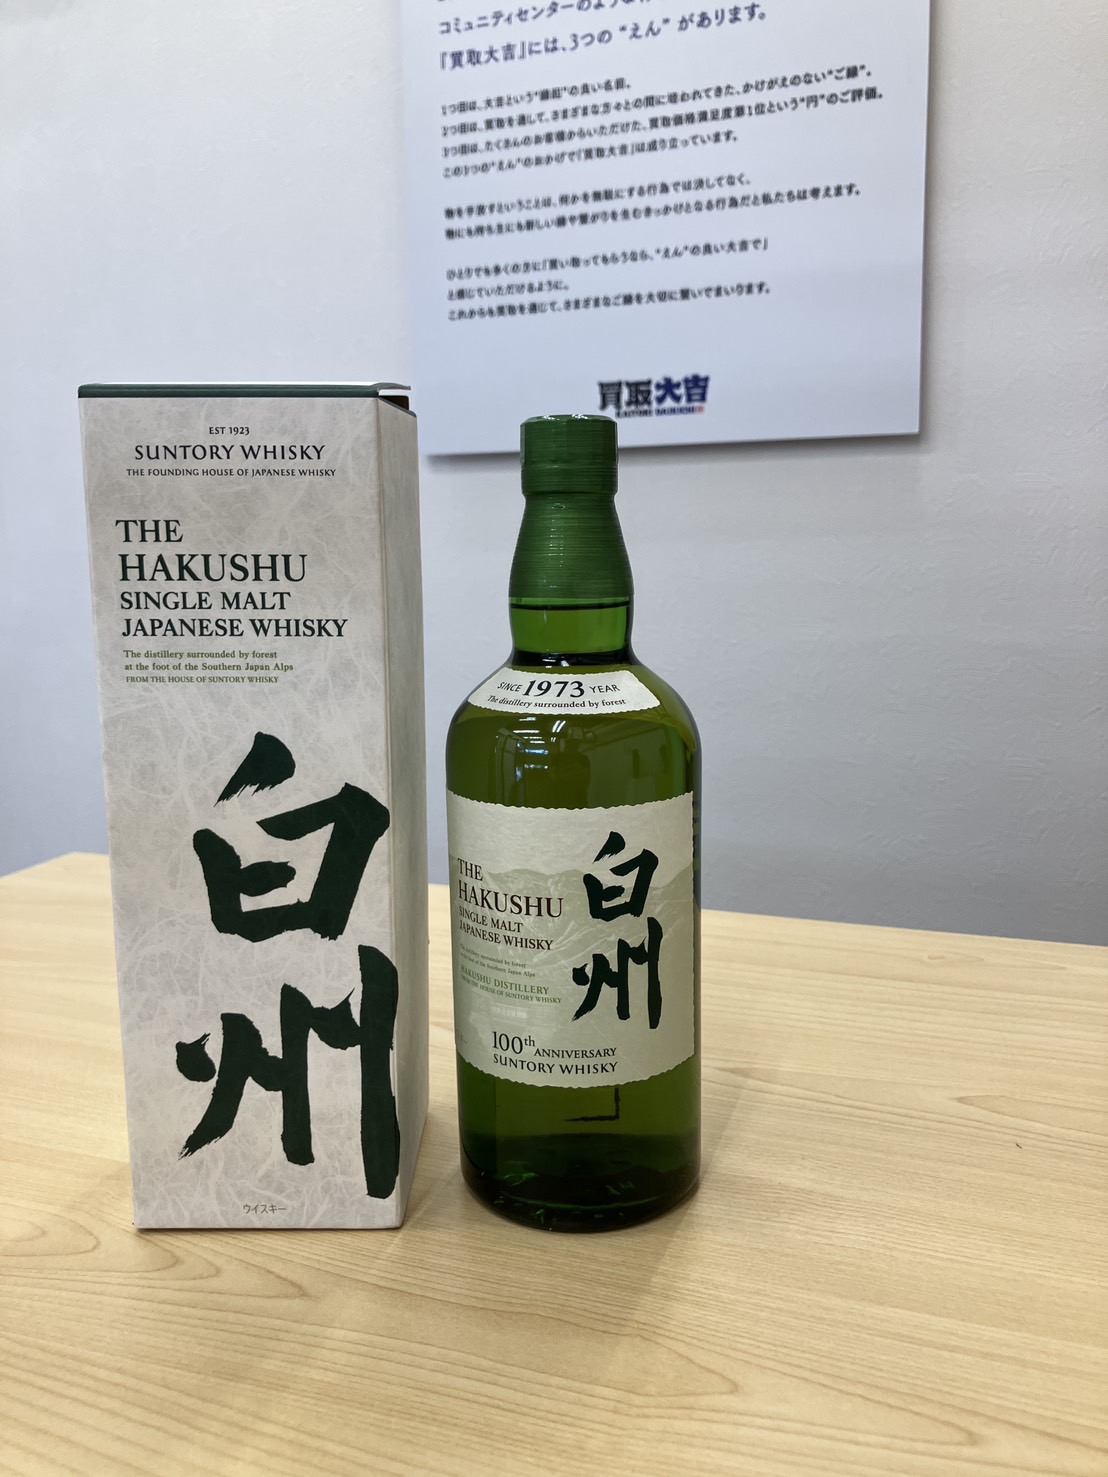 コミュニティセンターのような
『買取大吉』には、3つの “えん” があります。
1つ目は、大吉という“縁起”の良い名前。
2つ目は、買取を通して、さまざまな方々との間に培われてきた、かけがえのない“ご縁”。
3つ目は、たくさんのお客様からいただけた、買取価格満足度第1位という“円”のご評価。
この3つの“えん”のおかげで『買取大吉』は成り立っています。
物を手放すということは、何かを無駄にする行為では決してなく、
物にも持ち主にも新しい縁や繋がりを生むきっかけとなる行為だと私たちは考えます。
ひとりでも多くの方に「買い取ってもらうなら、“えん”の良い大吉で」
と感じていただけるように。
これからも買取を通じて、さまざまなご縁を大切に繋いでまいります。
買取大吉
EST 1923
SUNTORY WHISKY
THE FOUNDING HOUSE OF JAPANESE WHISKY
THE
HAKUSHU
SINGLE MALT
JAPANESE WHISKY
The distillery surrounded by forest
at the foot of the Southern Japan Alps
FROM THE HOUSE OF SUNTORY WHISKY
白州
ウイスキー
SINCE 1973 YEAR
The distillery surrounded by forest
THE
HAKUSHU
SINGLE MALT
JAPANESE WHISKY
The distillery surrounded by forest
at the foot of the Southern Japan Alps
HAKUSHU DISTILLERY
FROM THE HOUSE OF SUNTORY WHISKY
白州
100th ANNIVERSARY
SUNTORY WHISKY